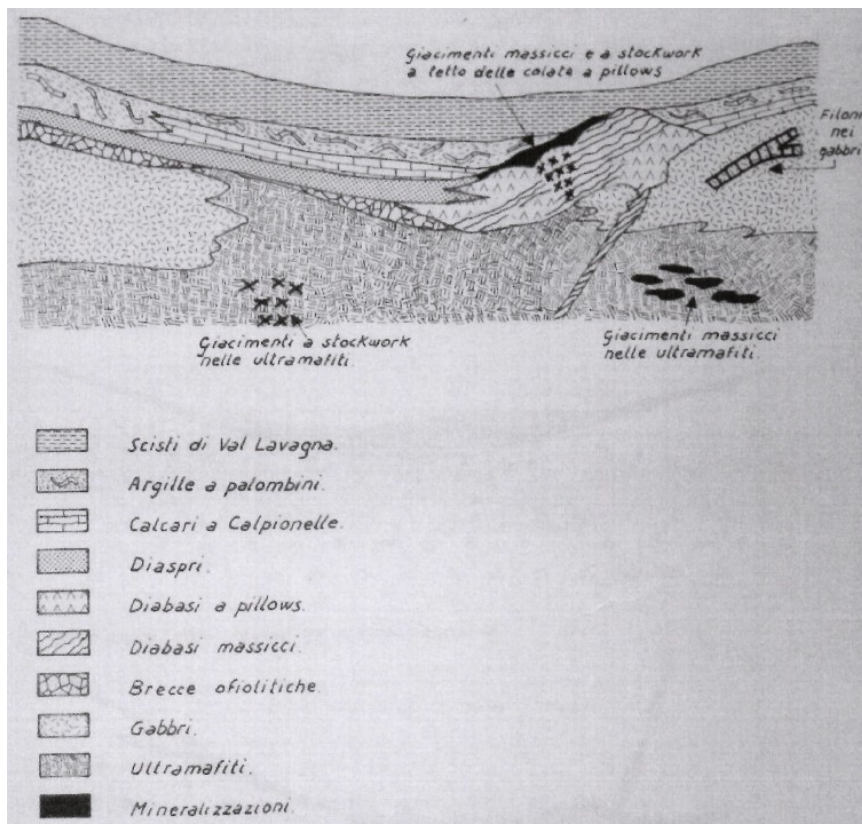 Giacimenti massicci e a stockwork
a tetto delle colate a pillows
Filoni
nei
gabbri
Giacimenti a stockwork
nelle ultramafiti.
Giacimenti massicci
nelle ultramafiti.
Scisti di Val Lavagna.
Argille a palombini.
Calcari a Calpionelle.
Diaspri.
Diabasi a pillows.
Diabasi massicci.
Brecce ofiolitiche.
Gabbri.
Ultramafiti.
Mineralizzazioni.